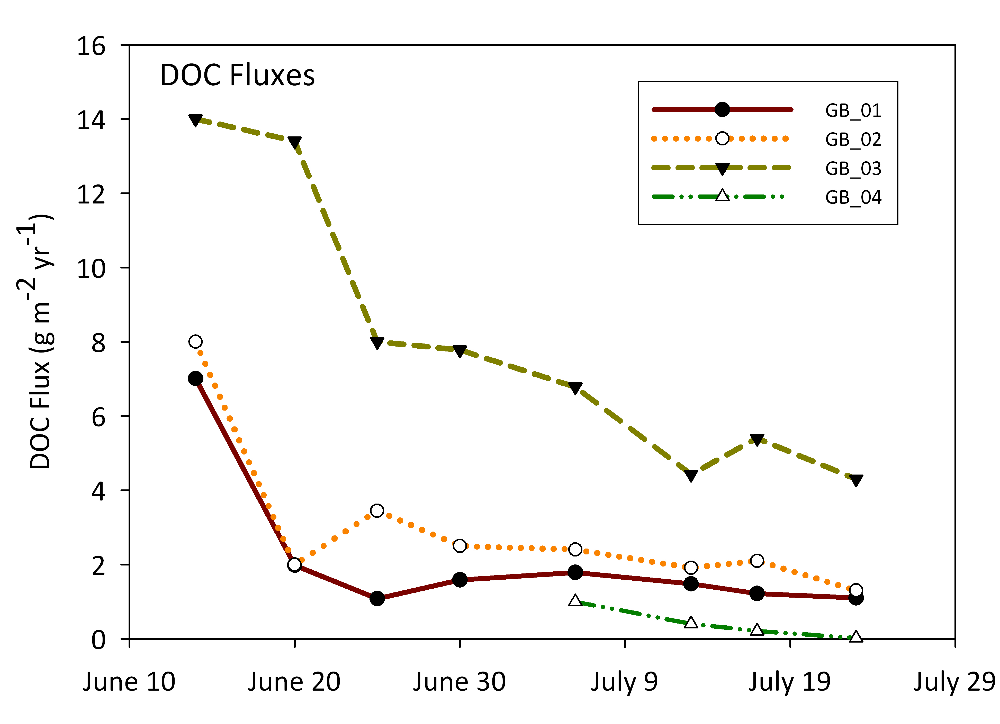 DOC Fluxes
GB_01
GB_02
GB_03
GB_04
DOC Flux (g m⁻² yr⁻¹)
16
14
12
10
8
6
4
2
0
June 10
June 20
June 30
July 9
July 19
July 29